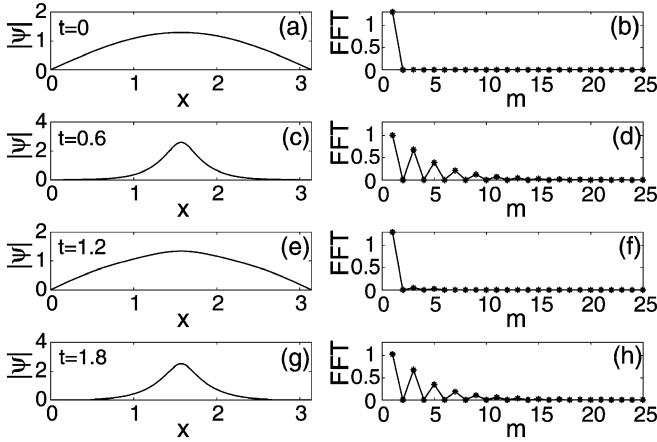 2 |ψ| t=0 (a) 1 0
0 1 2 3
x
FFT (b) 1 0.5 0
5 10 15 20 25
m
4 |ψ| t=0.6 (c) 2 0
0 1 2 3
x
FFT (d) 1 0.5 0
0 5 10 15 20 25
m
2 |ψ| t=1.2 (e) 1 0
0 1 2 3
x
FFT (f) 1 0.5 0
0 5 10 15 20 25
m
4 |ψ| t=1.8 (g) 2 0
0 1 2 3
x
FFT (h) 1 0.5 0
0 5 10 15 20 25
m